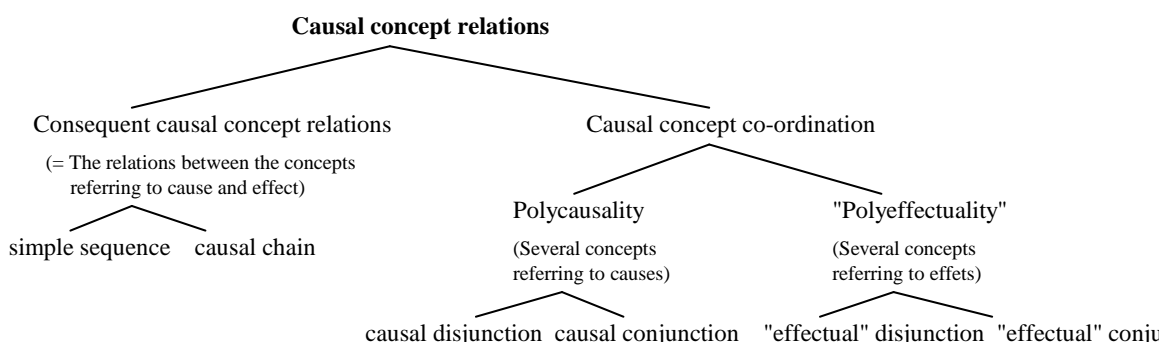 Causal concept relations
Consequent causal concept relations
Causal concept co-ordination
(= The relations between the concepts
referring to cause and effect)
Polycausality
"Polyeffectuality"
simple sequence
causal chain
(Several concepts
referring to causes)
(Several concepts
referring to effets)
causal disjunction
causal conjunction
"effectual" disjunction
"effectual" conju